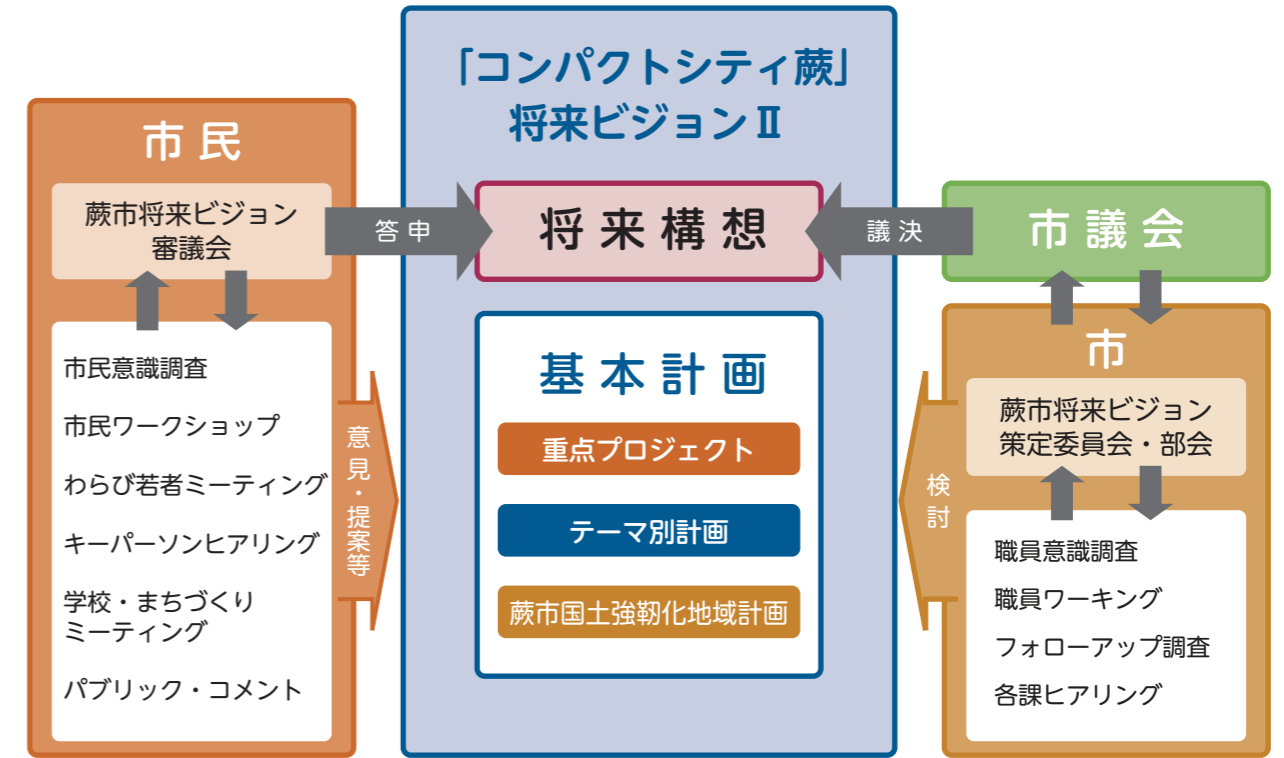 「コンパクトシティ蕨」
将来ビジョンⅡ
市民
蕨市将来ビジョン
審議会
答申
将来構想
議決
市議会
市民意識調査
市民ワークショップ
わらび若者ミーティング
キーパーソンヒアリング
学校・まちづくり
ミーティング
パブリック・コメント
意見・提案等
基本計画
重点プロジェクト
テーマ別計画
蕨市国土強靭化地域計画
検討
市
蕨市将来ビジョン
策定委員会・部会
職員意識調査
職員ワーキング
フォローアップ調査
各課ヒアリング